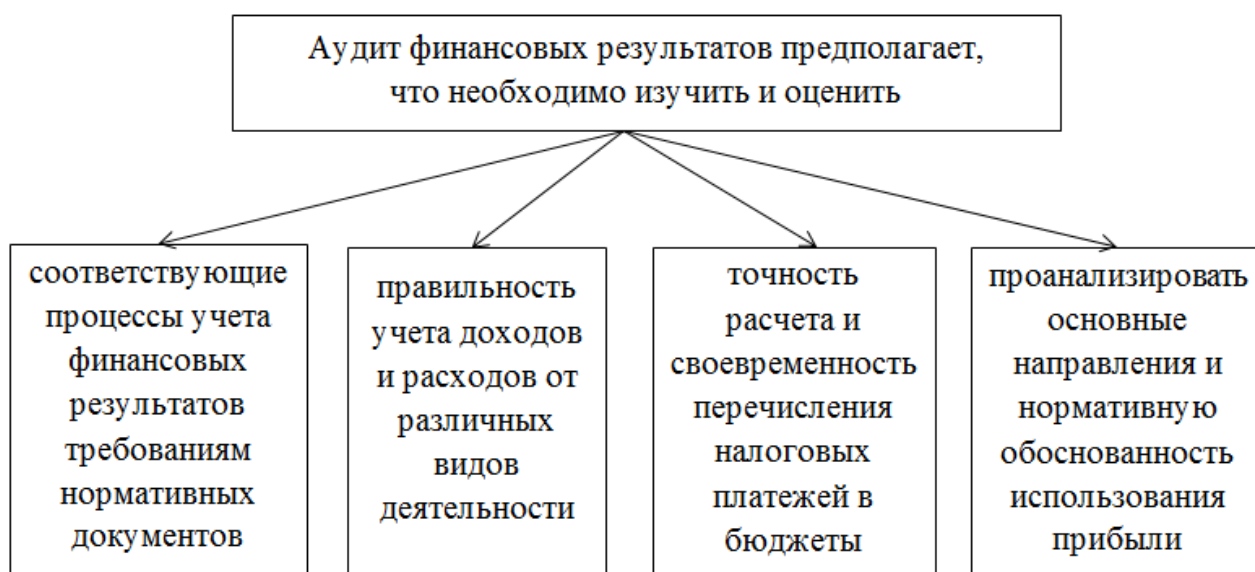 Аудит финансовых результатов предполагает,
что необходимо изучить и оценить
соответствующие
процессы учета
финансовых
результатов
требованиям
нормативных
документов
правильность
учета доходов
и расходов от
различных
видов
деятельности
точность
расчета и
своевременность
перечисления
налоговых
платежей в
бюджеты
проанализировать
основные
направления и
нормативную
обоснованность
использования
прибыли